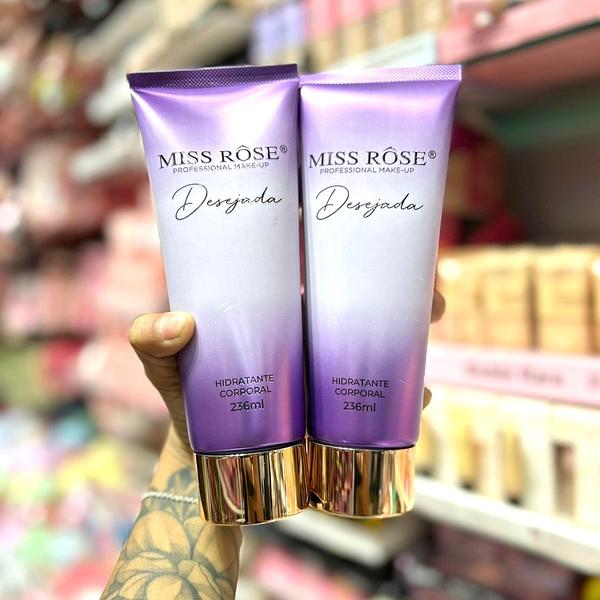 MISS RÔSE®
PROFESSIONAL MAKE-UP
Desejada
HIDRATANTE
CORPORAL
236ml
MISS RÔSE®
PROFESSIONAL MAKE-UP
Desejada
HIDRATANTE
CORPORAL
236ml